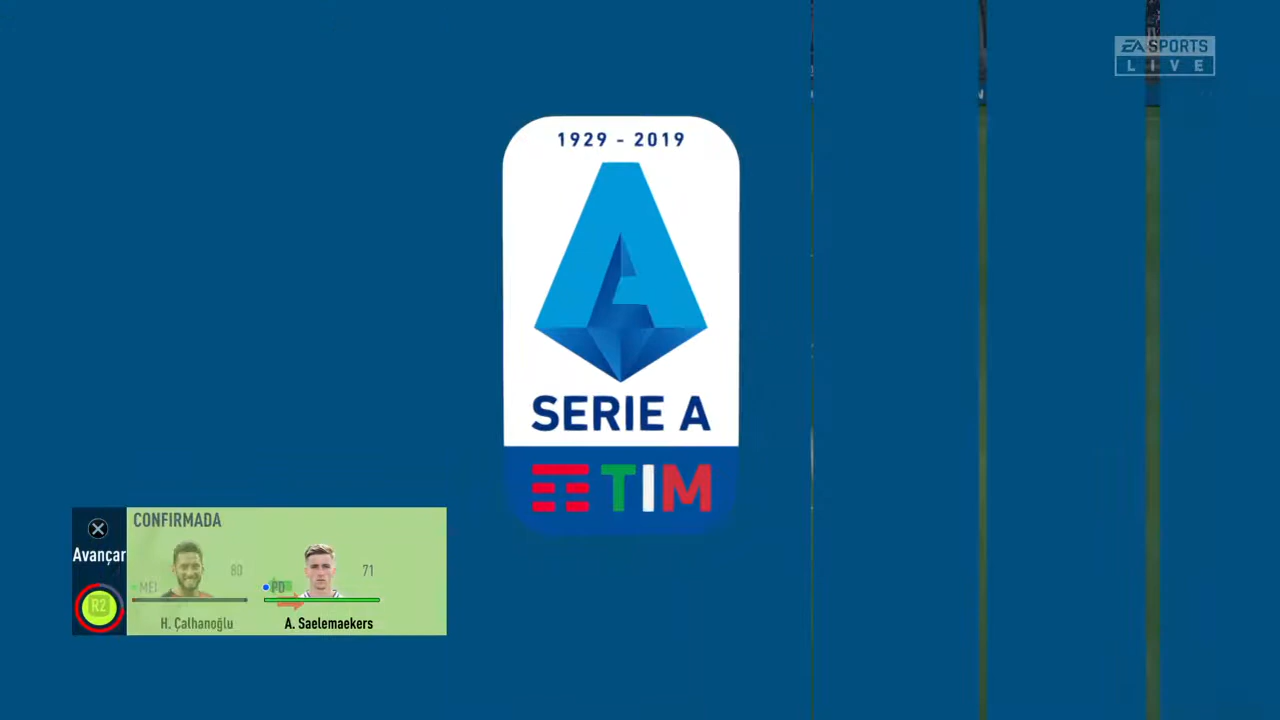 EA SPORTS
LIVE
1929 - 2019
SERIE A
TIM
CONFIRMADA
Avançar
80
71
MEI
PD
R2
H. Çalhanoğlu
A. Saelemaekers